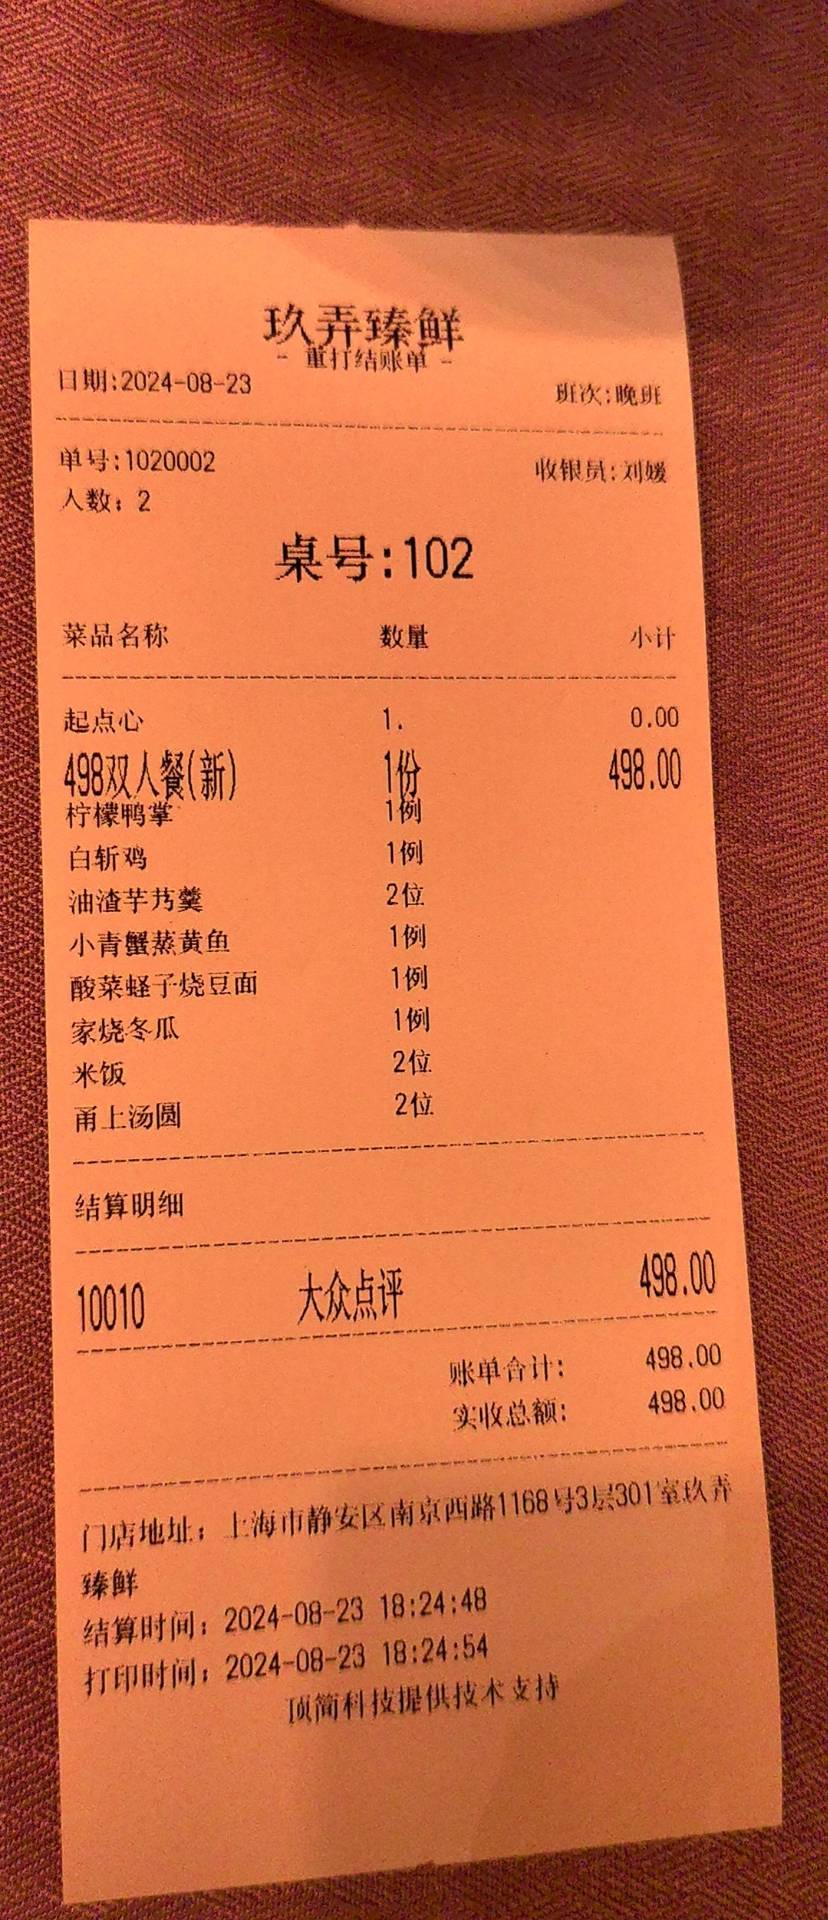 玖弄臻鲜
- 重打结账单 -
日期:2024-08-23 班次:晚班
单号:1020002 收银员:刘媛
人数: 2
桌号:102
菜品名称 数量 小计
起点心 1. 0.00
498双人餐(新) 1份 498.00
柠檬鸭掌 1例
白斩鸡 1例
油渣芋艿羹 2位
小青蟹蒸黄鱼 1例
酸菜蛏子烧豆面 1例
家烧冬瓜 1例
米饭 2位
甬上汤圆 2位
结算明细
10010 大众点评 498.00
账单合计: 498.00
实收总额: 498.00
门店地址: 上海市静安区南京西路1168号3层301室玖弄
臻鲜
结算时间: 2024-08-23 18:24:48
打印时间: 2024-08-23 18:24:54
顶简科技提供技术支持